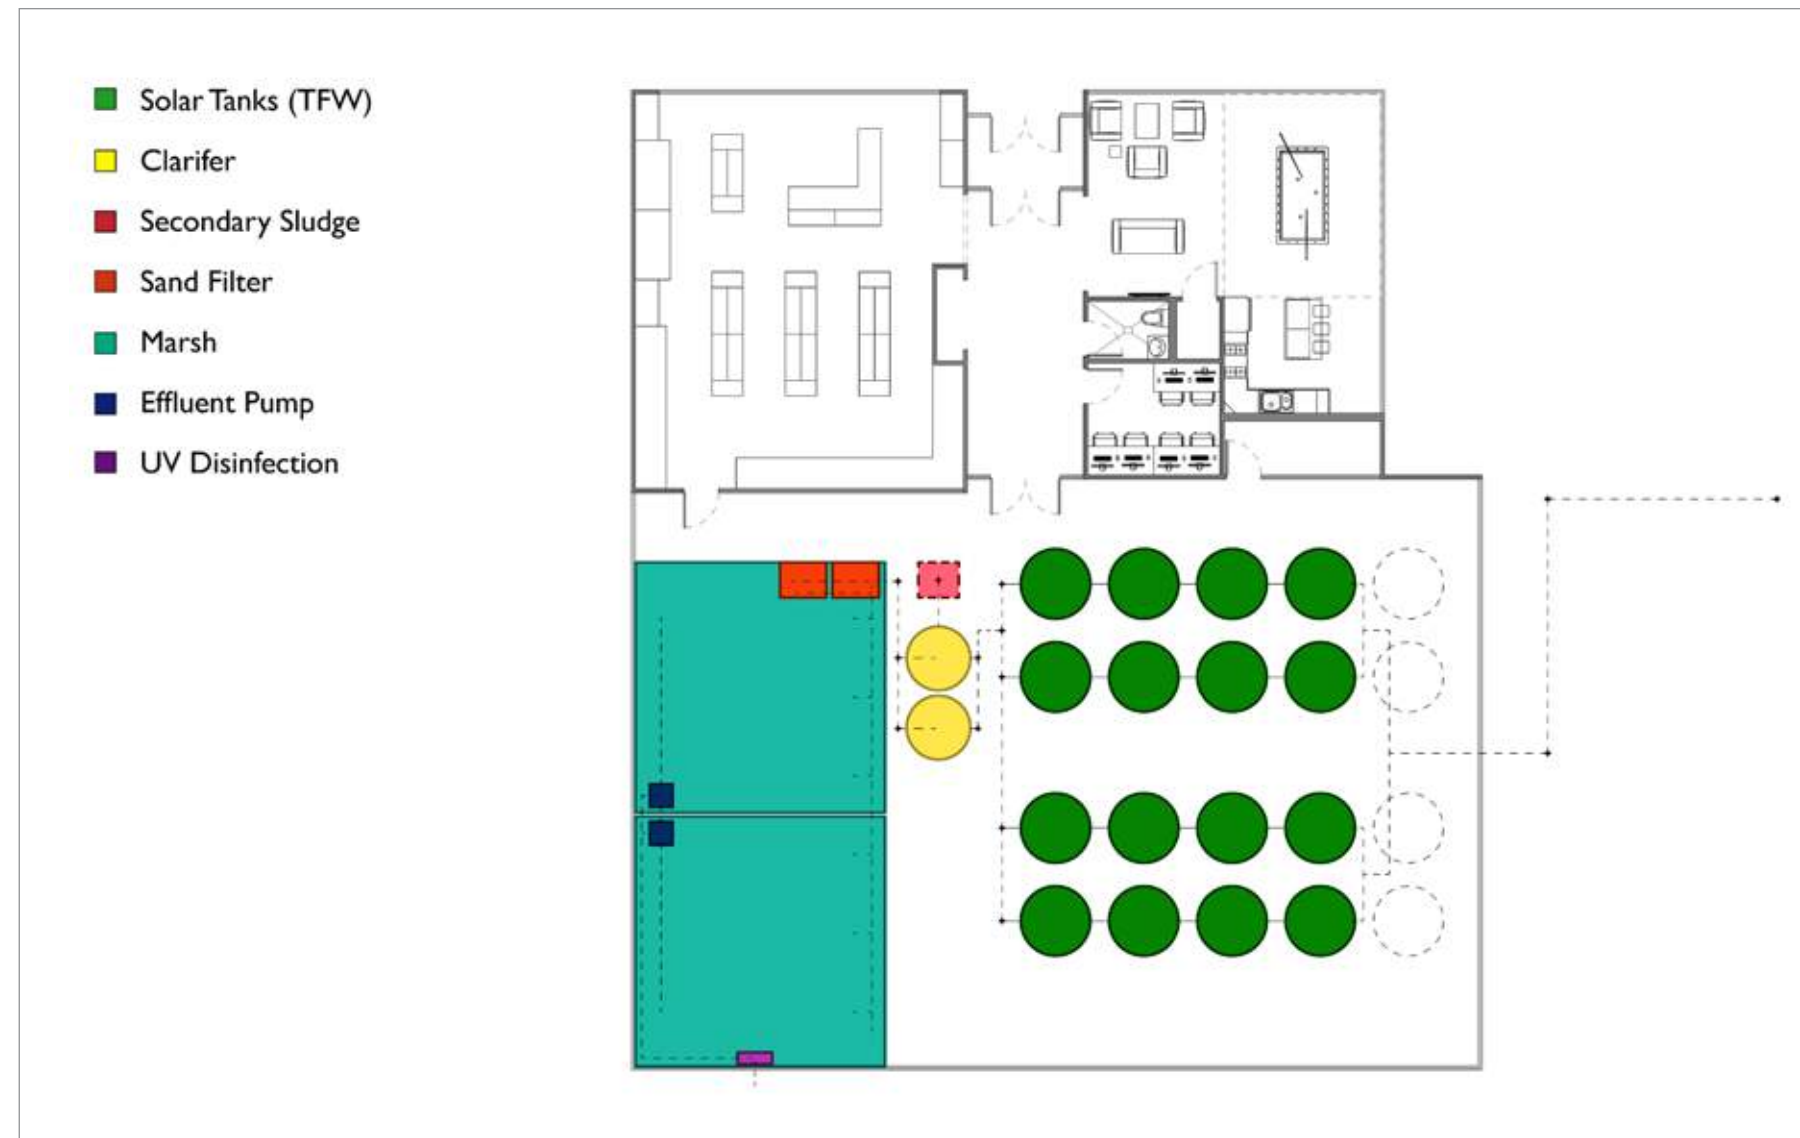 Solar Tanks (TFW)
Clarifer
Secondary Sludge
Sand Filter
Marsh
Effluent Pump
UV Disinfection